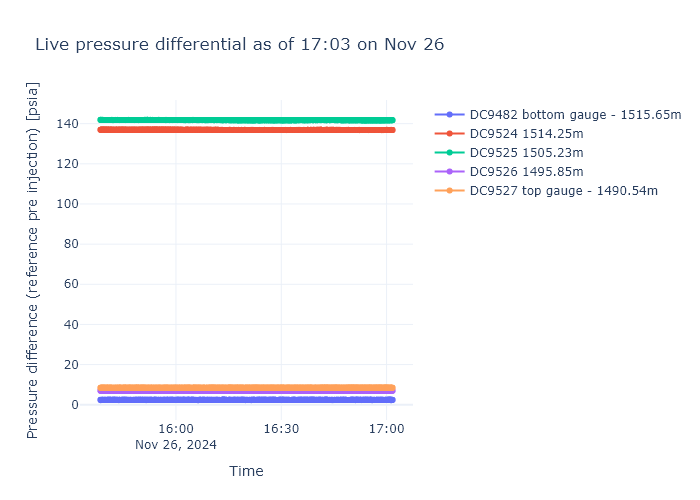 Live pressure differential as of 17:03 on Nov 26
Pressure difference (reference pre injection) [psia]
140
120
100
80
60
40
20
0
16:00
Nov 26, 2024
16:30
17:00
Time
DC9482 bottom gauge - 1515.65m
DC9524 1514.25m
DC9525 1505.23m
DC9526 1495.85m
DC9527 top gauge - 1490.54m